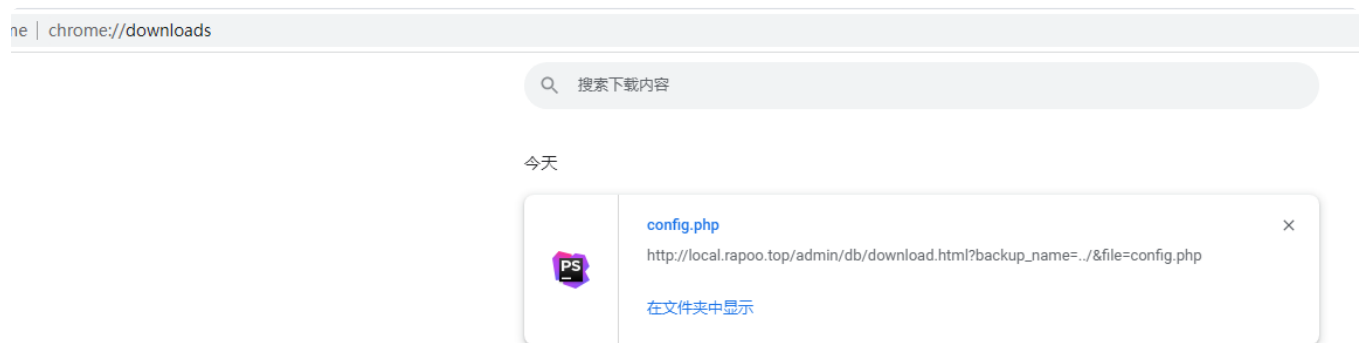 chrome://downloads
搜索下载内容
今天
config.php
http://local.rapoo.top/admin/db/download.html?backup_name=../&file=config.php
PS
在文件夹中显示